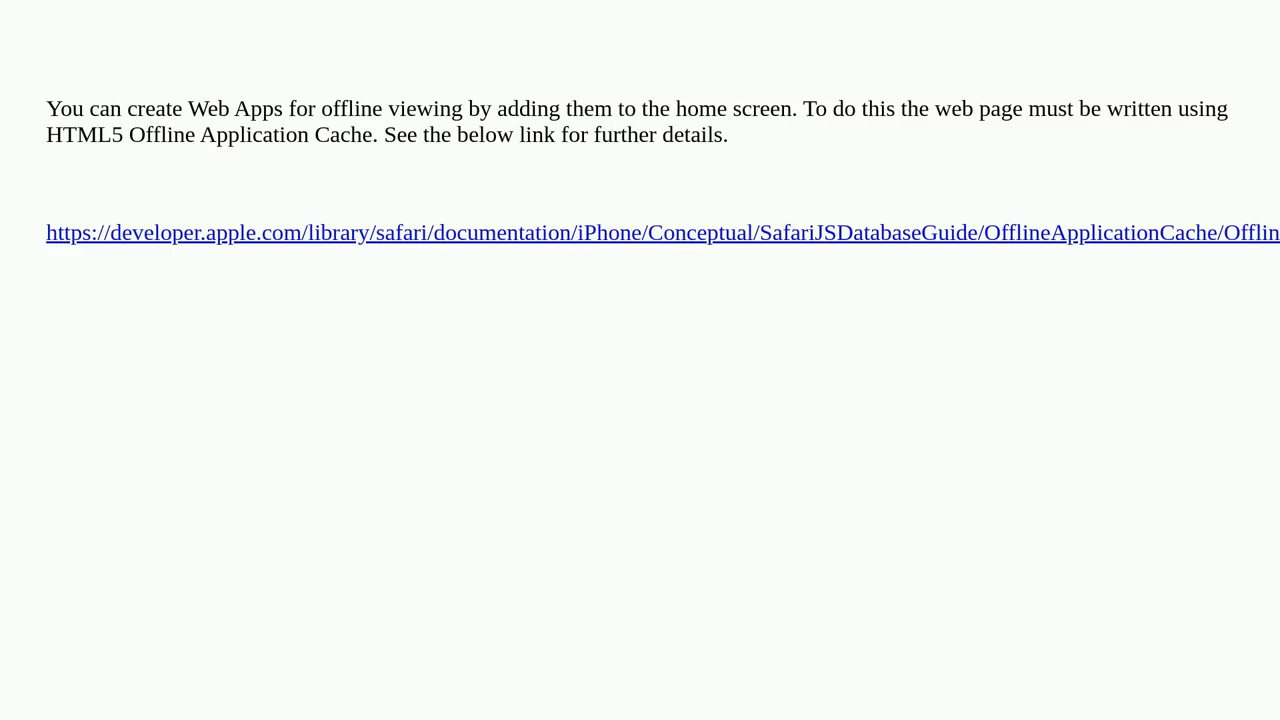 You can create Web Apps for offline viewing by adding them to the home screen. To do this the web page must be written using
HTML5 Offline Application Cache. See the below link for further details.
https://developer.apple.com/library/safari/documentation/iPhone/Conceptual/SafariJSDatabaseGuide/OfflineApplicationCache/Offlin